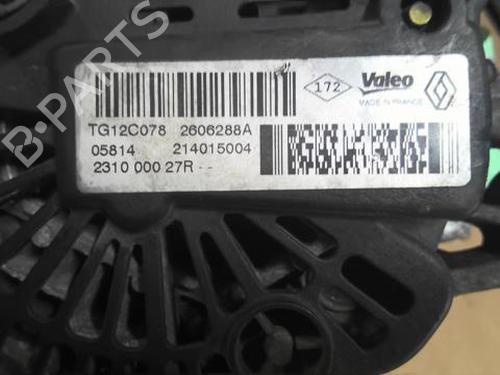 B-PARTS
172
Valeo
MADE IN FRANCE
TG12C078 2606288A
05814 214015004
2310 000 27R --